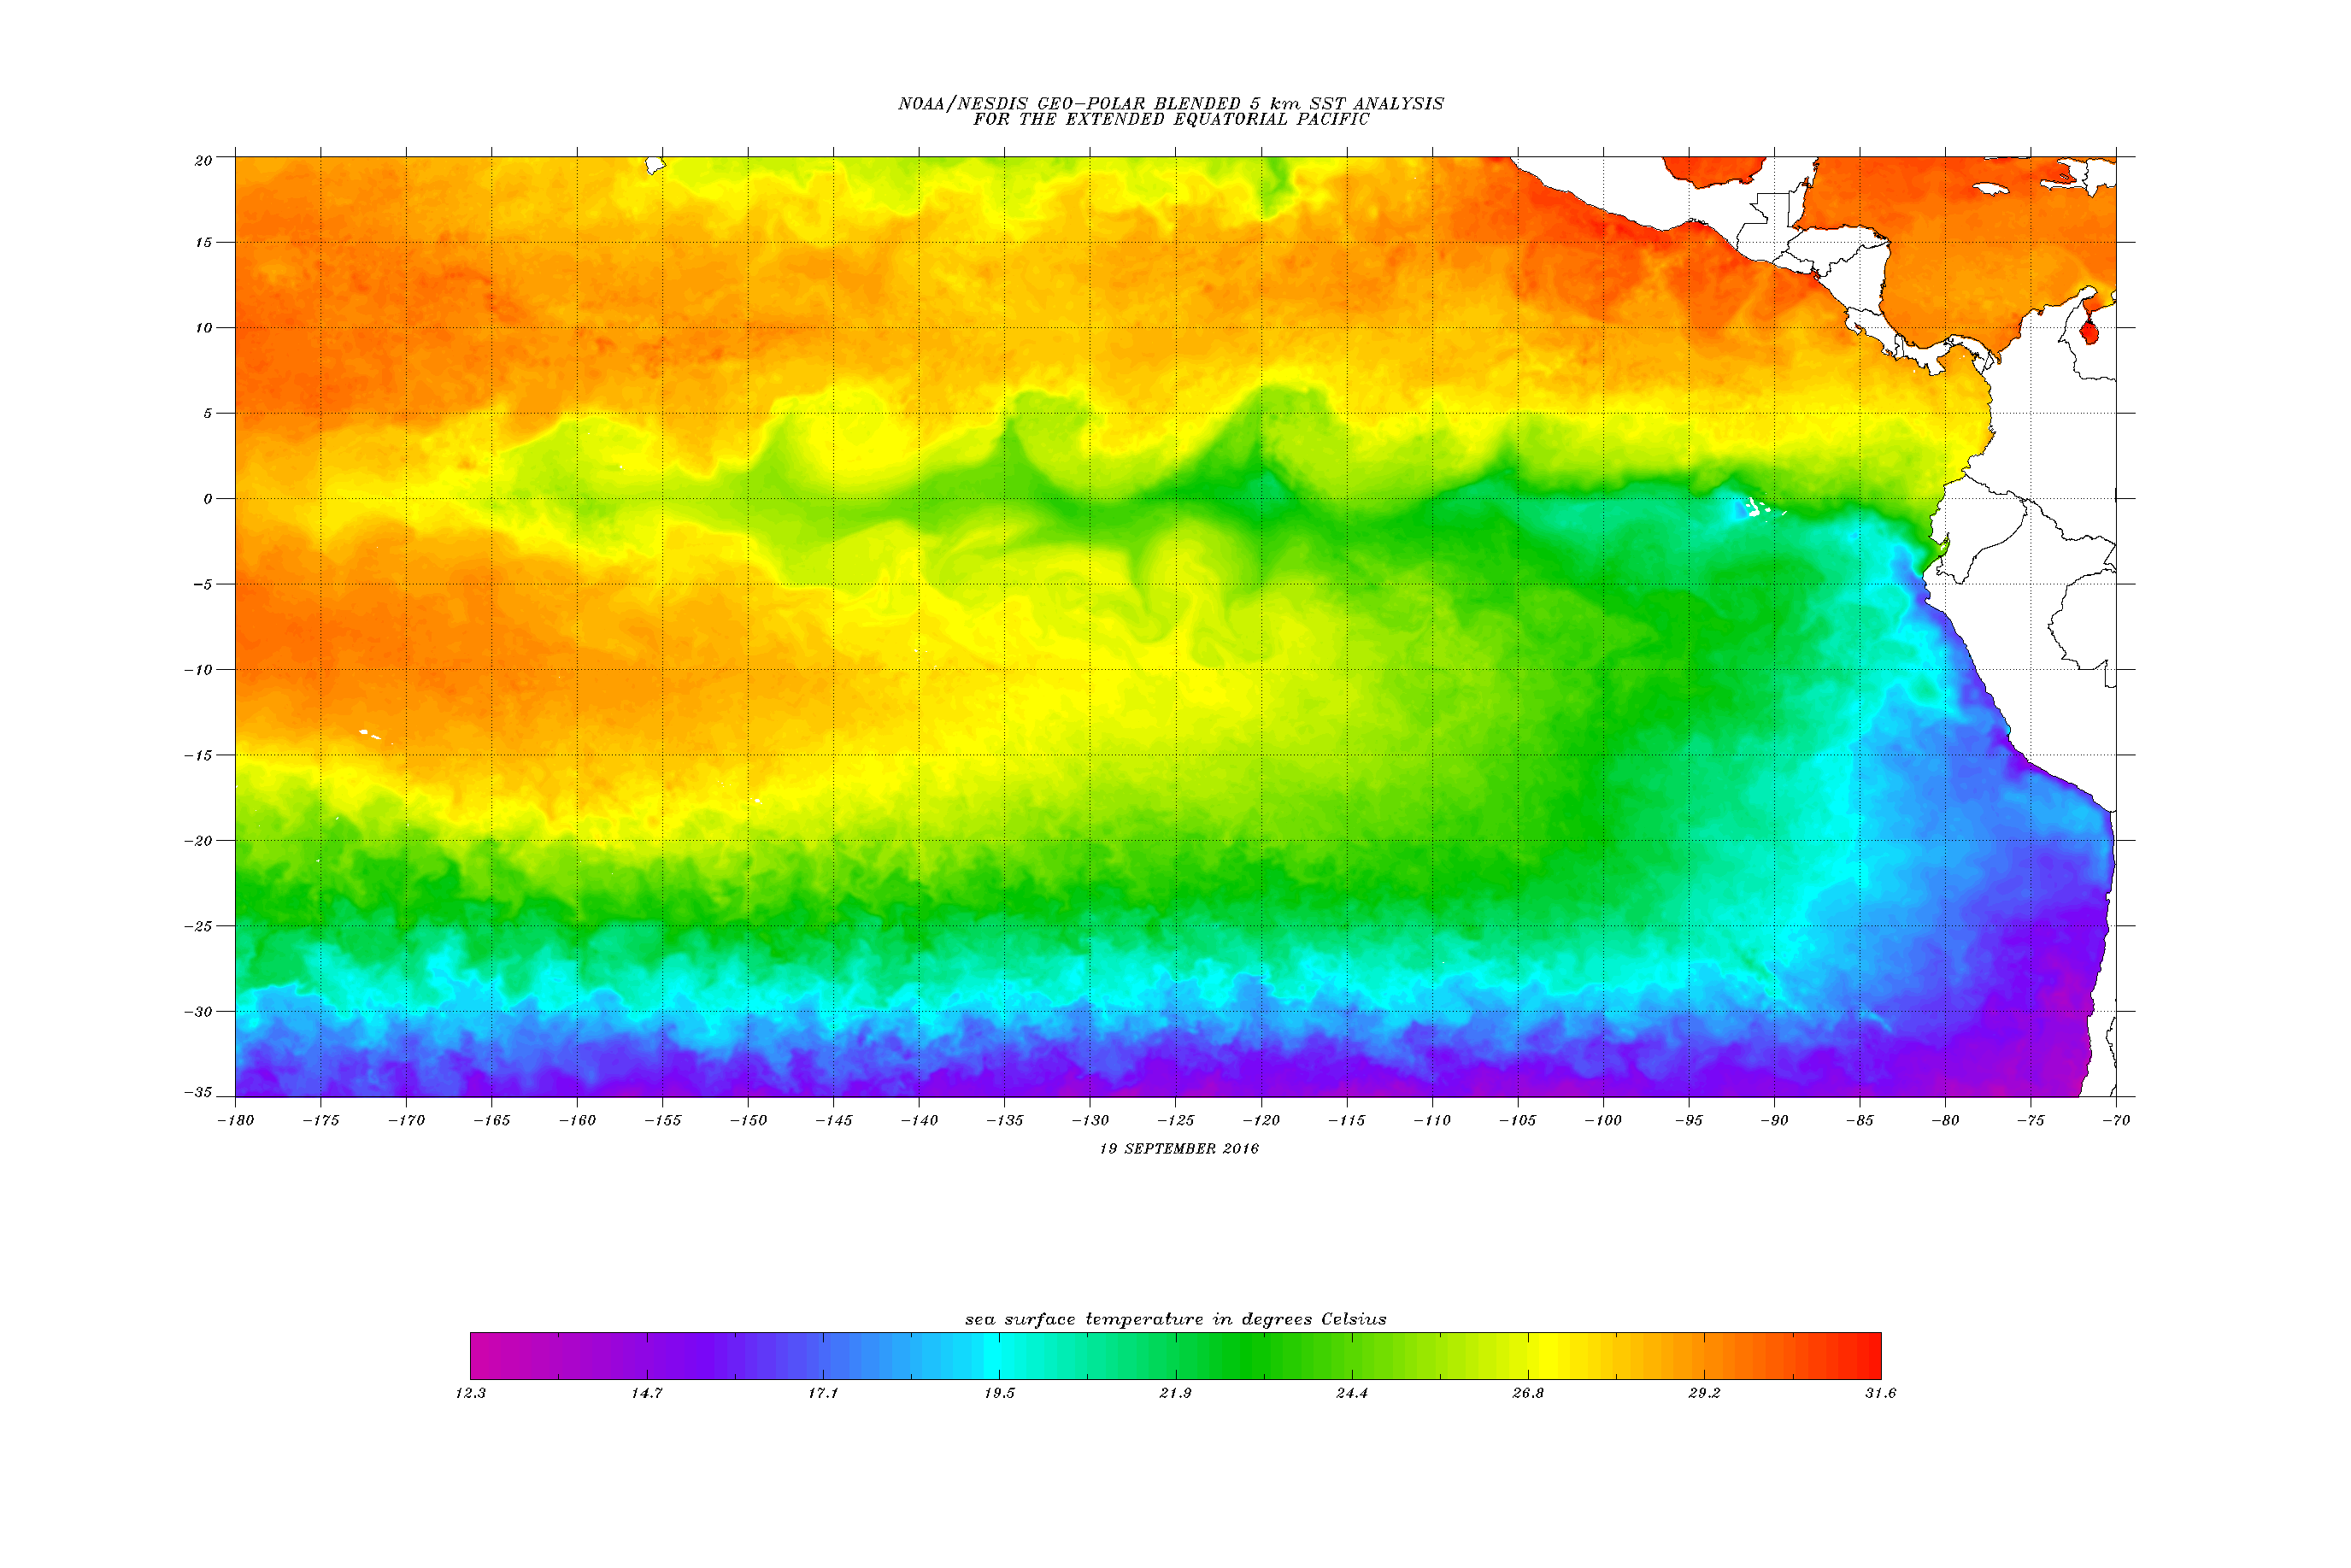 NOAA/NESDIS GEO-POLAR BLENDED 5 km SST ANALYSIS
FOR THE EXTENDED EQUATORIAL PACIFIC
20
15
10
5
0
-5
-10
-15
-20
-25
-30
-35
-180 -175 -170 -165 -160 -155 -150 -145 -140 -135 -130 -125 -120 -115 -110 -105 -100 -95 -90 -85 -80 -75 -70
19 SEPTEMBER 2016
sea surface temperature in degrees Celsius
12.3 14.7 17.1 19.5 21.9 24.4 26.8 29.2 31.6